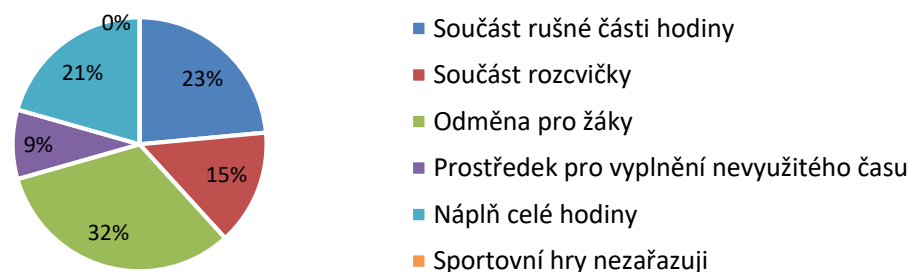 0%
23%
15%
32%
9%
21%
Součást rušné části hodiny
Součást rozcvičky
Odměna pro žáky
Prostředek pro vyplnění nevyužitého času
Náplň celé hodiny
Sportovní hry nezařazuji